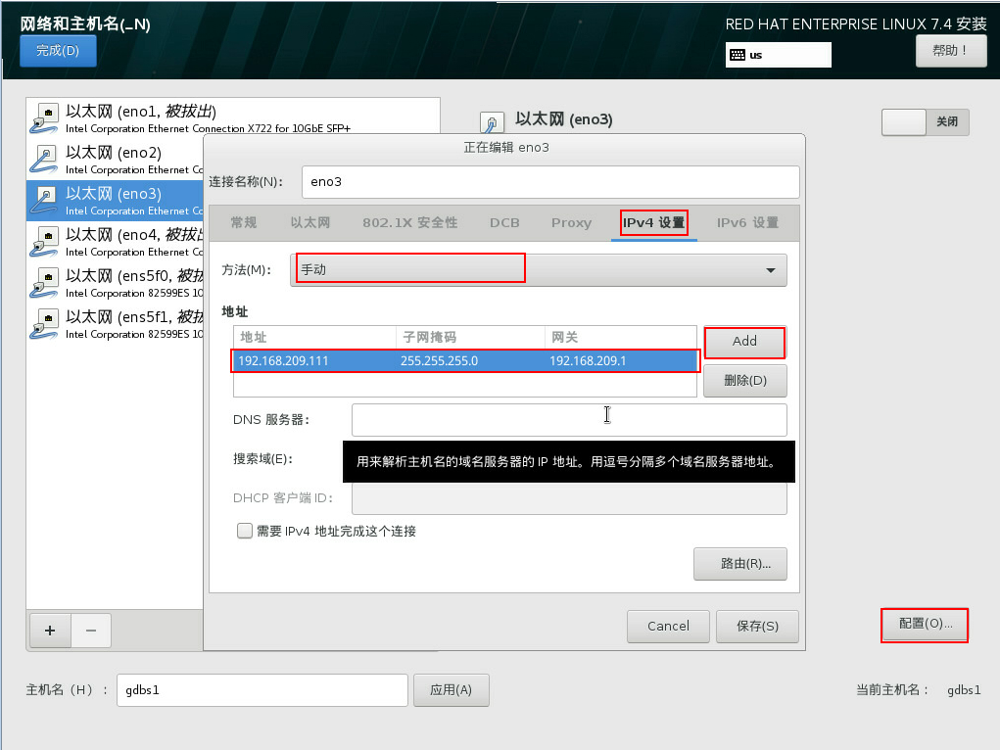 网络和主机名(_N)
RED HAT ENTERPRISE LINUX 7.4 安装
完成(D)
us
帮助！
以太网 (eno1, 被拔出)
Intel Corporation Ethernet Connection X722 for 10GbE SFP+
以太网 (eno2)
Intel Corporation Ethernet Co
以太网 (eno3)
Intel Corporation Ethernet Co
以太网 (eno4, 被拔出
Intel Corporation Ethernet Co
以太网 (ens5f0, 被拔
Intel Corporation 82599ES 10
以太网 (ens5f1, 被拔
Intel Corporation 82599ES 10
以太网 (eno3)
关闭
正在编辑 eno3
连接名称(N)： eno3
常规 以太网 802.1X 安全性 DCB Proxy IPv4 设置 IPv6 设置
方法(M)： 手动
地址
地址 子网掩码 网关
192.168.209.111 255.255.255.0 192.168.209.1
Add
删除(D)
DNS 服务器：
搜索域(E)：
用来解析主机名的域名服务器的 IP 地址。用逗号分隔多个域名服务器地址。
DHCP 客户端 ID：
需要 IPv4 地址完成这个连接
路由(R)...
Cancel 保存(S)
+ −
配置(O)...
主机名（H）： gdbs1 应用(A)
当前主机名： gdbs1